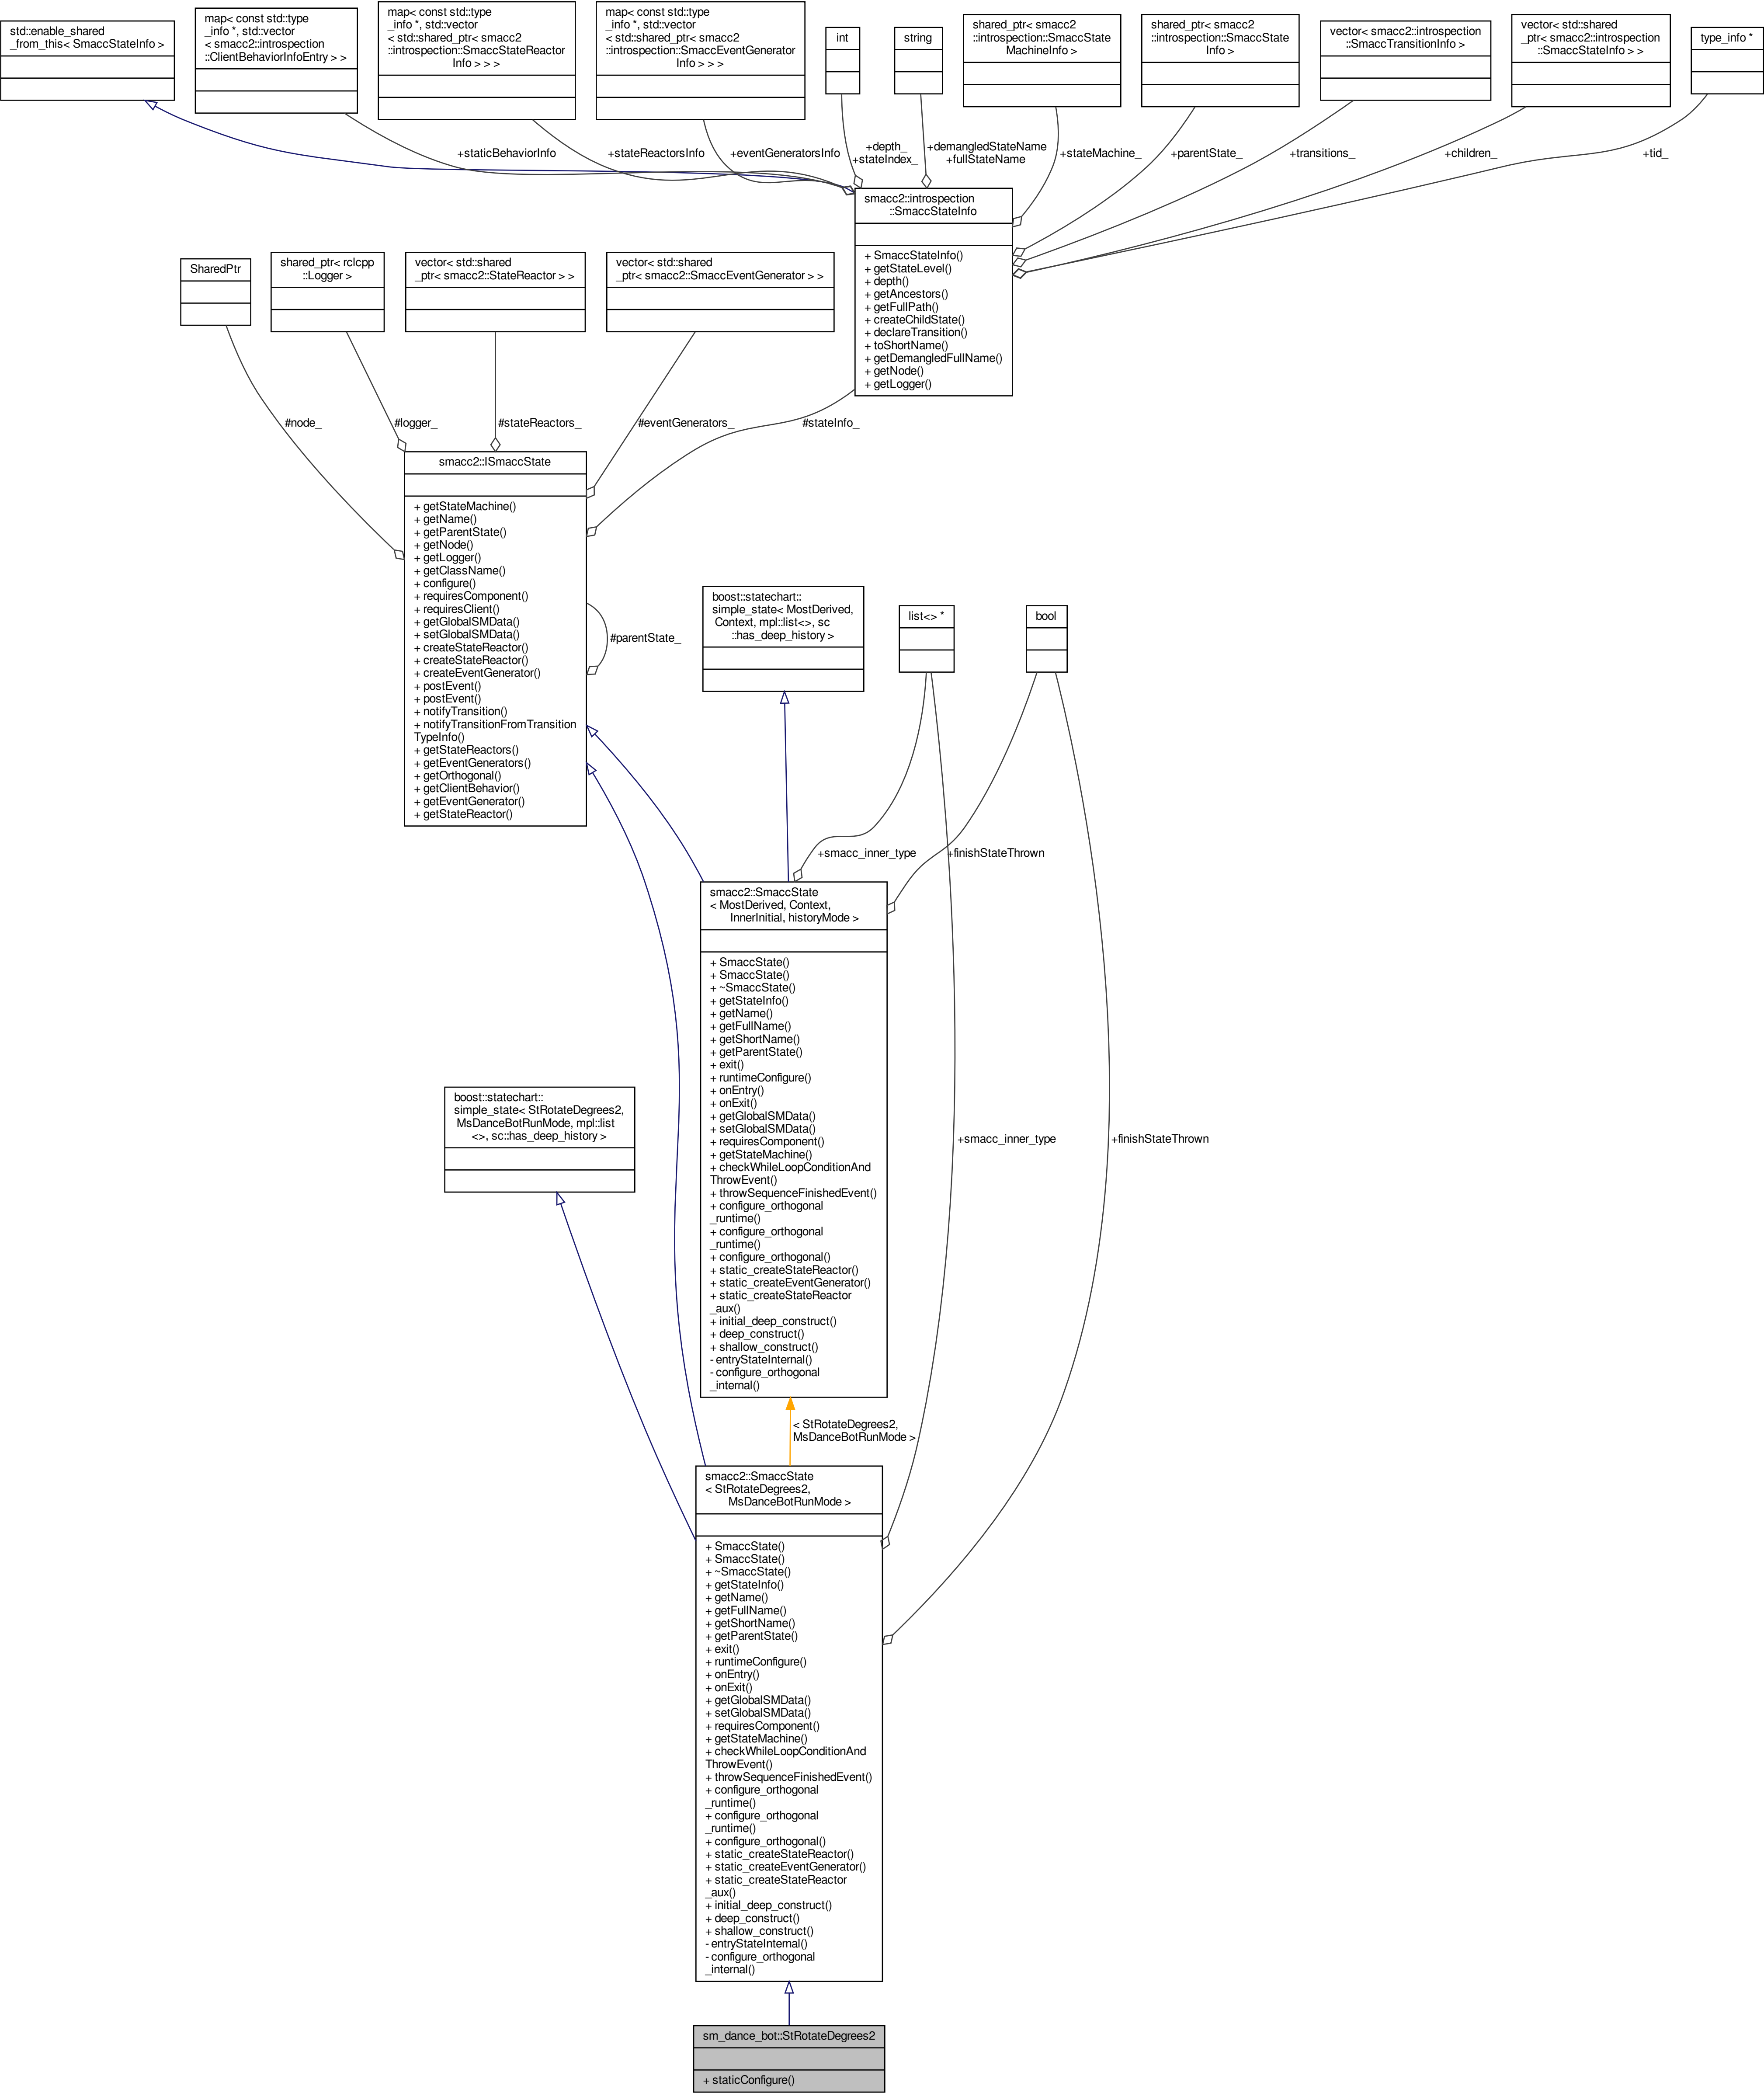 std::enable_shared
_from_this< SmaccStateInfo >
map< const std::type
_info *, std::vector
< smacc2::introspection
::ClientBehaviorInfoEntry > >
map< const std::type
_info *, std::vector
< std::shared_ptr< smacc2
::introspection::SmaccStateReactor
Info > > >
map< const std::type
_info *, std::vector
< std::shared_ptr< smacc2
::introspection::SmaccEventGenerator
Info > > >
int
string
shared_ptr< smacc2
::introspection::SmaccState
MachineInfo >
shared_ptr< smacc2
::introspection::SmaccState
Info >
vector< smacc2::introspection
::SmaccTransitionInfo >
vector< std::shared
_ptr< smacc2::introspection
::SmaccStateInfo > >
type_info *
+staticBehaviorInfo
+stateReactorsInfo
+eventGeneratorsInfo
+depth_
+stateIndex_
+demangledStateName
+fullStateName
+stateMachine_
+parentState_
+transitions_
+children_
+tid_
smacc2::introspection
::SmaccStateInfo
+ SmaccStateInfo()
+ getStateLevel()
+ depth()
+ getAncestors()
+ getFullPath()
+ createChildState()
+ declareTransition()
+ toShortName()
+ getDemangledFullName()
+ getNode()
+ getLogger()
SharedPtr
shared_ptr< rclcpp
::Logger >
vector< std::shared
_ptr< smacc2::StateReactor > >
vector< std::shared
_ptr< smacc2::SmaccEventGenerator > >
#node_
#logger_
#stateReactors_
#eventGenerators_
#stateInfo_
smacc2::ISmaccState
+ getStateMachine()
+ getName()
+ getParentState()
+ getNode()
+ getLogger()
+ getClassName()
+ configure()
+ requiresComponent()
+ requiresClient()
+ getGlobalSMData()
+ setGlobalSMData()
+ createStateReactor()
+ createStateReactor()
+ createEventGenerator()
+ postEvent()
+ postEvent()
+ notifyTransition()
+ notifyTransitionFromTransition
TypeInfo()
+ getStateReactors()
+ getEventGenerators()
+ getOrthogonal()
+ getClientBehavior()
+ getEventGenerator()
+ getStateReactor()
#parentState_
boost::statechart::
simple_state< MostDerived,
Context, mpl::list<>, sc
::has_deep_history >
list<> *
bool
+smacc_inner_type
+finishStateThrown
smacc2::SmaccState
< MostDerived, Context,
InnerInitial, historyMode >
+ SmaccState()
+ SmaccState()
+ ~SmaccState()
+ getStateInfo()
+ getName()
+ getFullName()
+ getShortName()
+ getParentState()
+ exit()
+ runtimeConfigure()
+ onEntry()
+ onExit()
+ getGlobalSMData()
+ setGlobalSMData()
+ requiresComponent()
+ getStateMachine()
+ checkWhileLoopConditionAnd
ThrowEvent()
+ throwSequenceFinishedEvent()
+ configure_orthogonal
_runtime()
+ configure_orthogonal
_runtime()
+ configure_orthogonal()
+ static_createStateReactor()
+ static_createEventGenerator()
+ static_createStateReactor
_aux()
+ initial_deep_construct()
+ deep_construct()
+ shallow_construct()
- entryStateInternal()
- configure_orthogonal
_internal()
boost::statechart::
simple_state< StRotateDegrees2,
MsDanceBotRunMode, mpl::list
<>, sc::has_deep_history >
+smacc_inner_type
+finishStateThrown
< StRotateDegrees2,
MsDanceBotRunMode >
smacc2::SmaccState
< StRotateDegrees2,
MsDanceBotRunMode >
+ SmaccState()
+ SmaccState()
+ ~SmaccState()
+ getStateInfo()
+ getName()
+ getFullName()
+ getShortName()
+ getParentState()
+ exit()
+ runtimeConfigure()
+ onEntry()
+ onExit()
+ getGlobalSMData()
+ setGlobalSMData()
+ requiresComponent()
+ getStateMachine()
+ checkWhileLoopConditionAnd
ThrowEvent()
+ throwSequenceFinishedEvent()
+ configure_orthogonal
_runtime()
+ configure_orthogonal
_runtime()
+ configure_orthogonal()
+ static_createStateReactor()
+ static_createEventGenerator()
+ static_createStateReactor
_aux()
+ initial_deep_construct()
+ deep_construct()
+ shallow_construct()
- entryStateInternal()
- configure_orthogonal
_internal()
sm_dance_bot::StRotateDegrees2
+ staticConfigure()